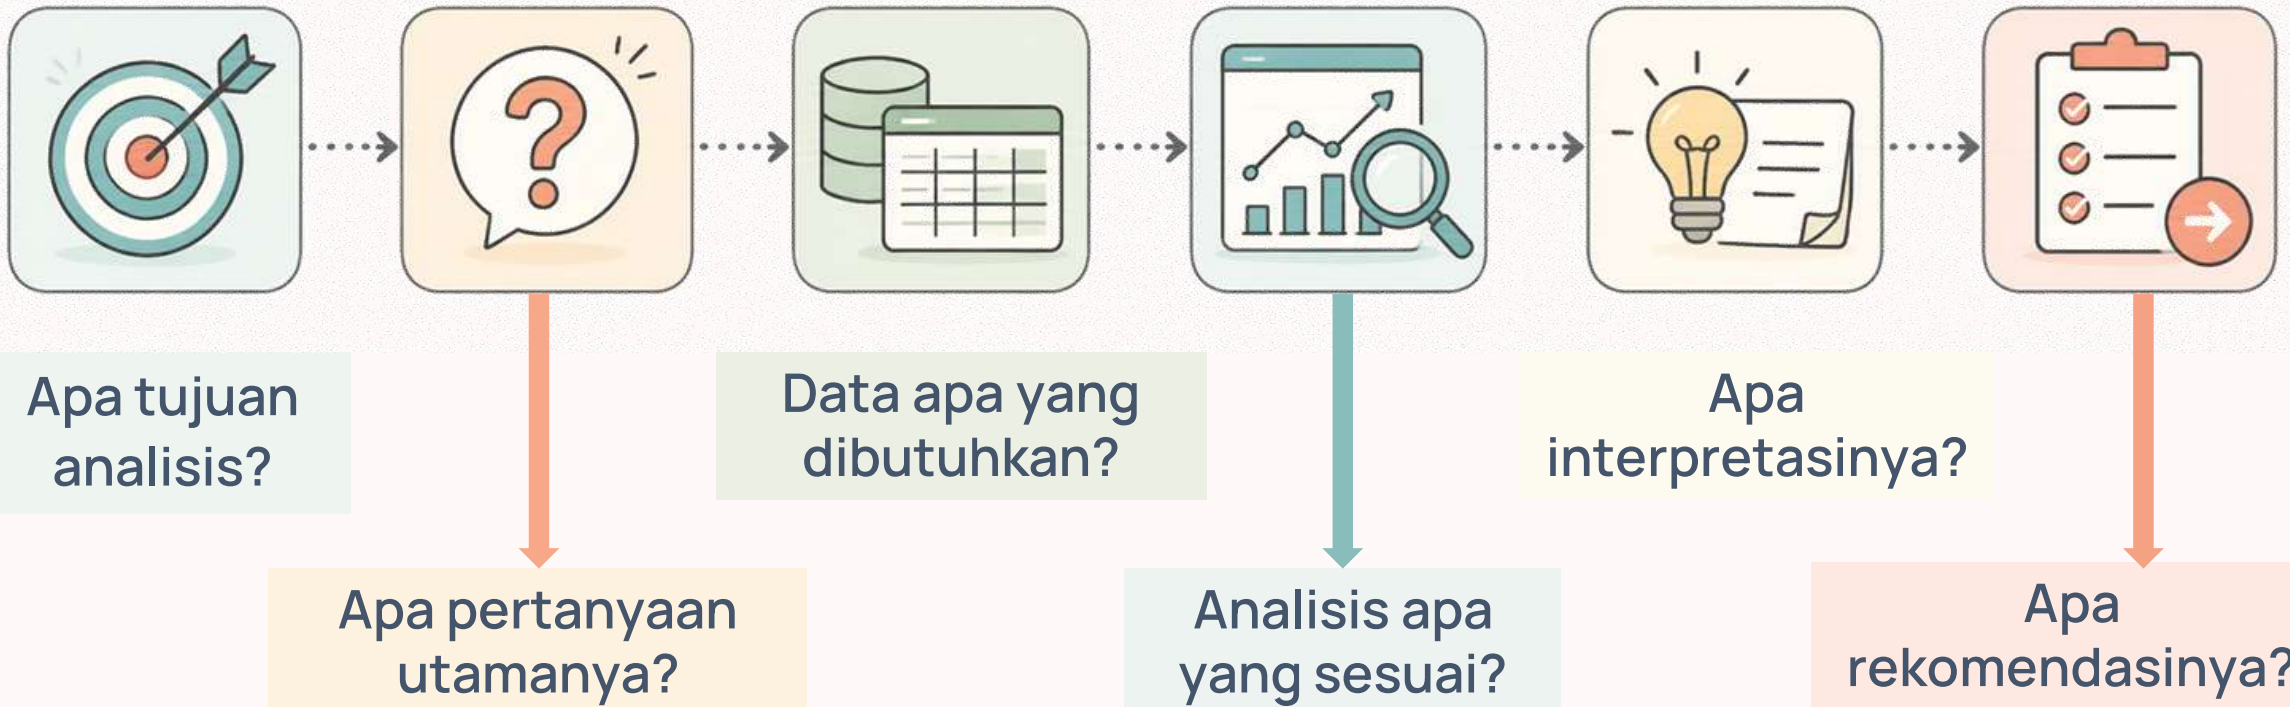 Apa tujuan
analisis?
Apa pertanyaan
utamanya?
Data apa yang
dibutuhkan?
Analisis apa
yang sesuai?
Apa
interpretasinya?
Apa
rekomendasinya?